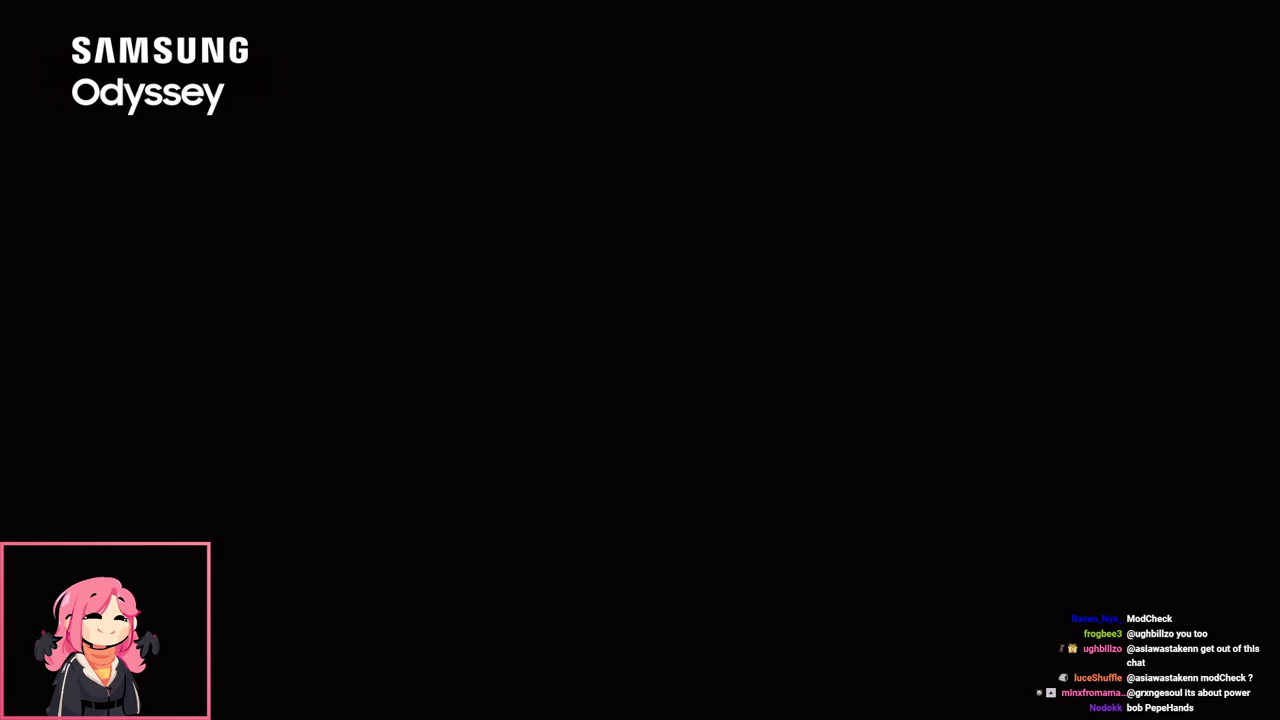 SAMSUNG
Odyssey
Raven_Nyx_ ModCheck
frogbee3 @ughbillzo you too
ughbillzo @asiawastakenn get out of this
chat
luceShuffle @asiawastakenn modCheck ?
minxfromama... @grxngesoul its about power
Nodokk bob PepeHands